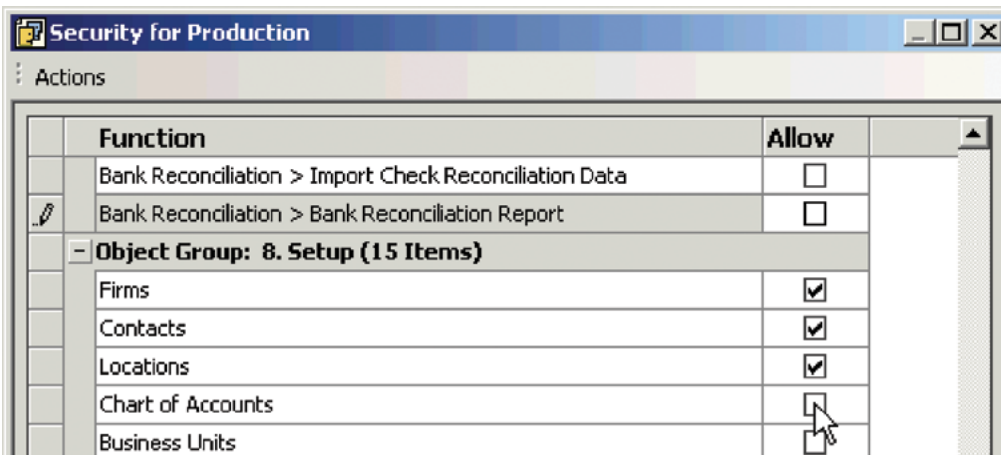 Security for Production
Actions
Function Allow
Bank Reconciliation > Import Check Reconciliation Data
Bank Reconciliation > Bank Reconciliation Report
Object Group: 8. Setup (15 Items)
Firms
Contacts
Locations
Chart of Accounts
Business Units